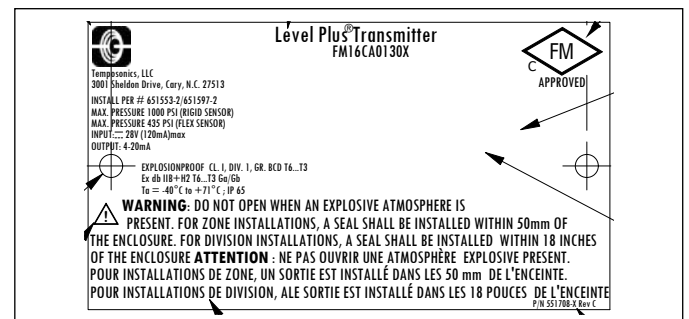 Level Plus® Transmitter
FM16CA0130X
FM
C
APPROVED
Temposonics, LLC
3001 Sheldon Drive, Cary, N.C. 27513
INSTALL PER # 651553-2/651597-2
MAX. PRESSURE 1000 PSI (RIGID SENSOR)
MAX. PRESSURE 435 PSI (FLEX SENSOR)
INPUT: ⎓ 28V (120mA)max
OUTPUT: 4-20mA
EXPLOSIONPROOF CL. I, DIV. 1, GR. BCD T6...T3
Ex db IIB+H2 T6...T3 Ga/Gb
Ta = -40°C to +71°C ; IP 65
WARNING: DO NOT OPEN WHEN AN EXPLOSIVE ATMOSPHERE IS
PRESENT. FOR ZONE INSTALLATIONS, A SEAL SHALL BE INSTALLED WITHIN 50mm OF
THE ENCLOSURE. FOR DIVISION INSTALLATIONS, A SEAL SHALL BE INSTALLED WITHIN 18 INCHES
OF THE ENCLOSURE ATTENTION : NE PAS OUVRIR UNE ATMOSPHÈRE EXPLOSIVE PRESENT.
POUR INSTALLATIONS DE ZONE, UN SORTIE EST INSTALLÉ DANS LES 50 mm DE L'ENCEINTE.
POUR INSTALLATIONS DE DIVISION, ALE SORTIE EST INSTALLÉ DANS LES 18 POUCES DE L'ENCEINTE
P/N 551708-X Rev C